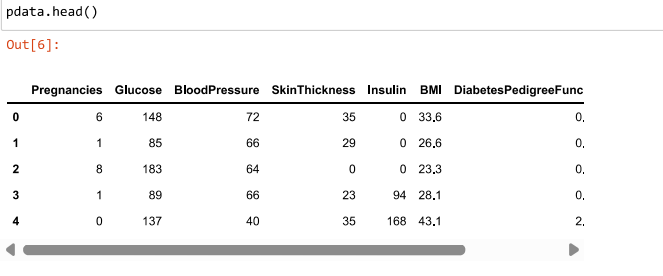 pdata.head()
Out[6]:
Pregnancies Glucose BloodPressure SkinThickness Insulin BMI DiabetesPedigreeFunc
0 6 148 72 35 0 33.6 0.
1 1 85 66 29 0 26.6 0.
2 8 183 64 0 0 23.3 0.
3 1 89 66 23 94 28.1 0.
4 0 137 40 35 168 43.1 2.